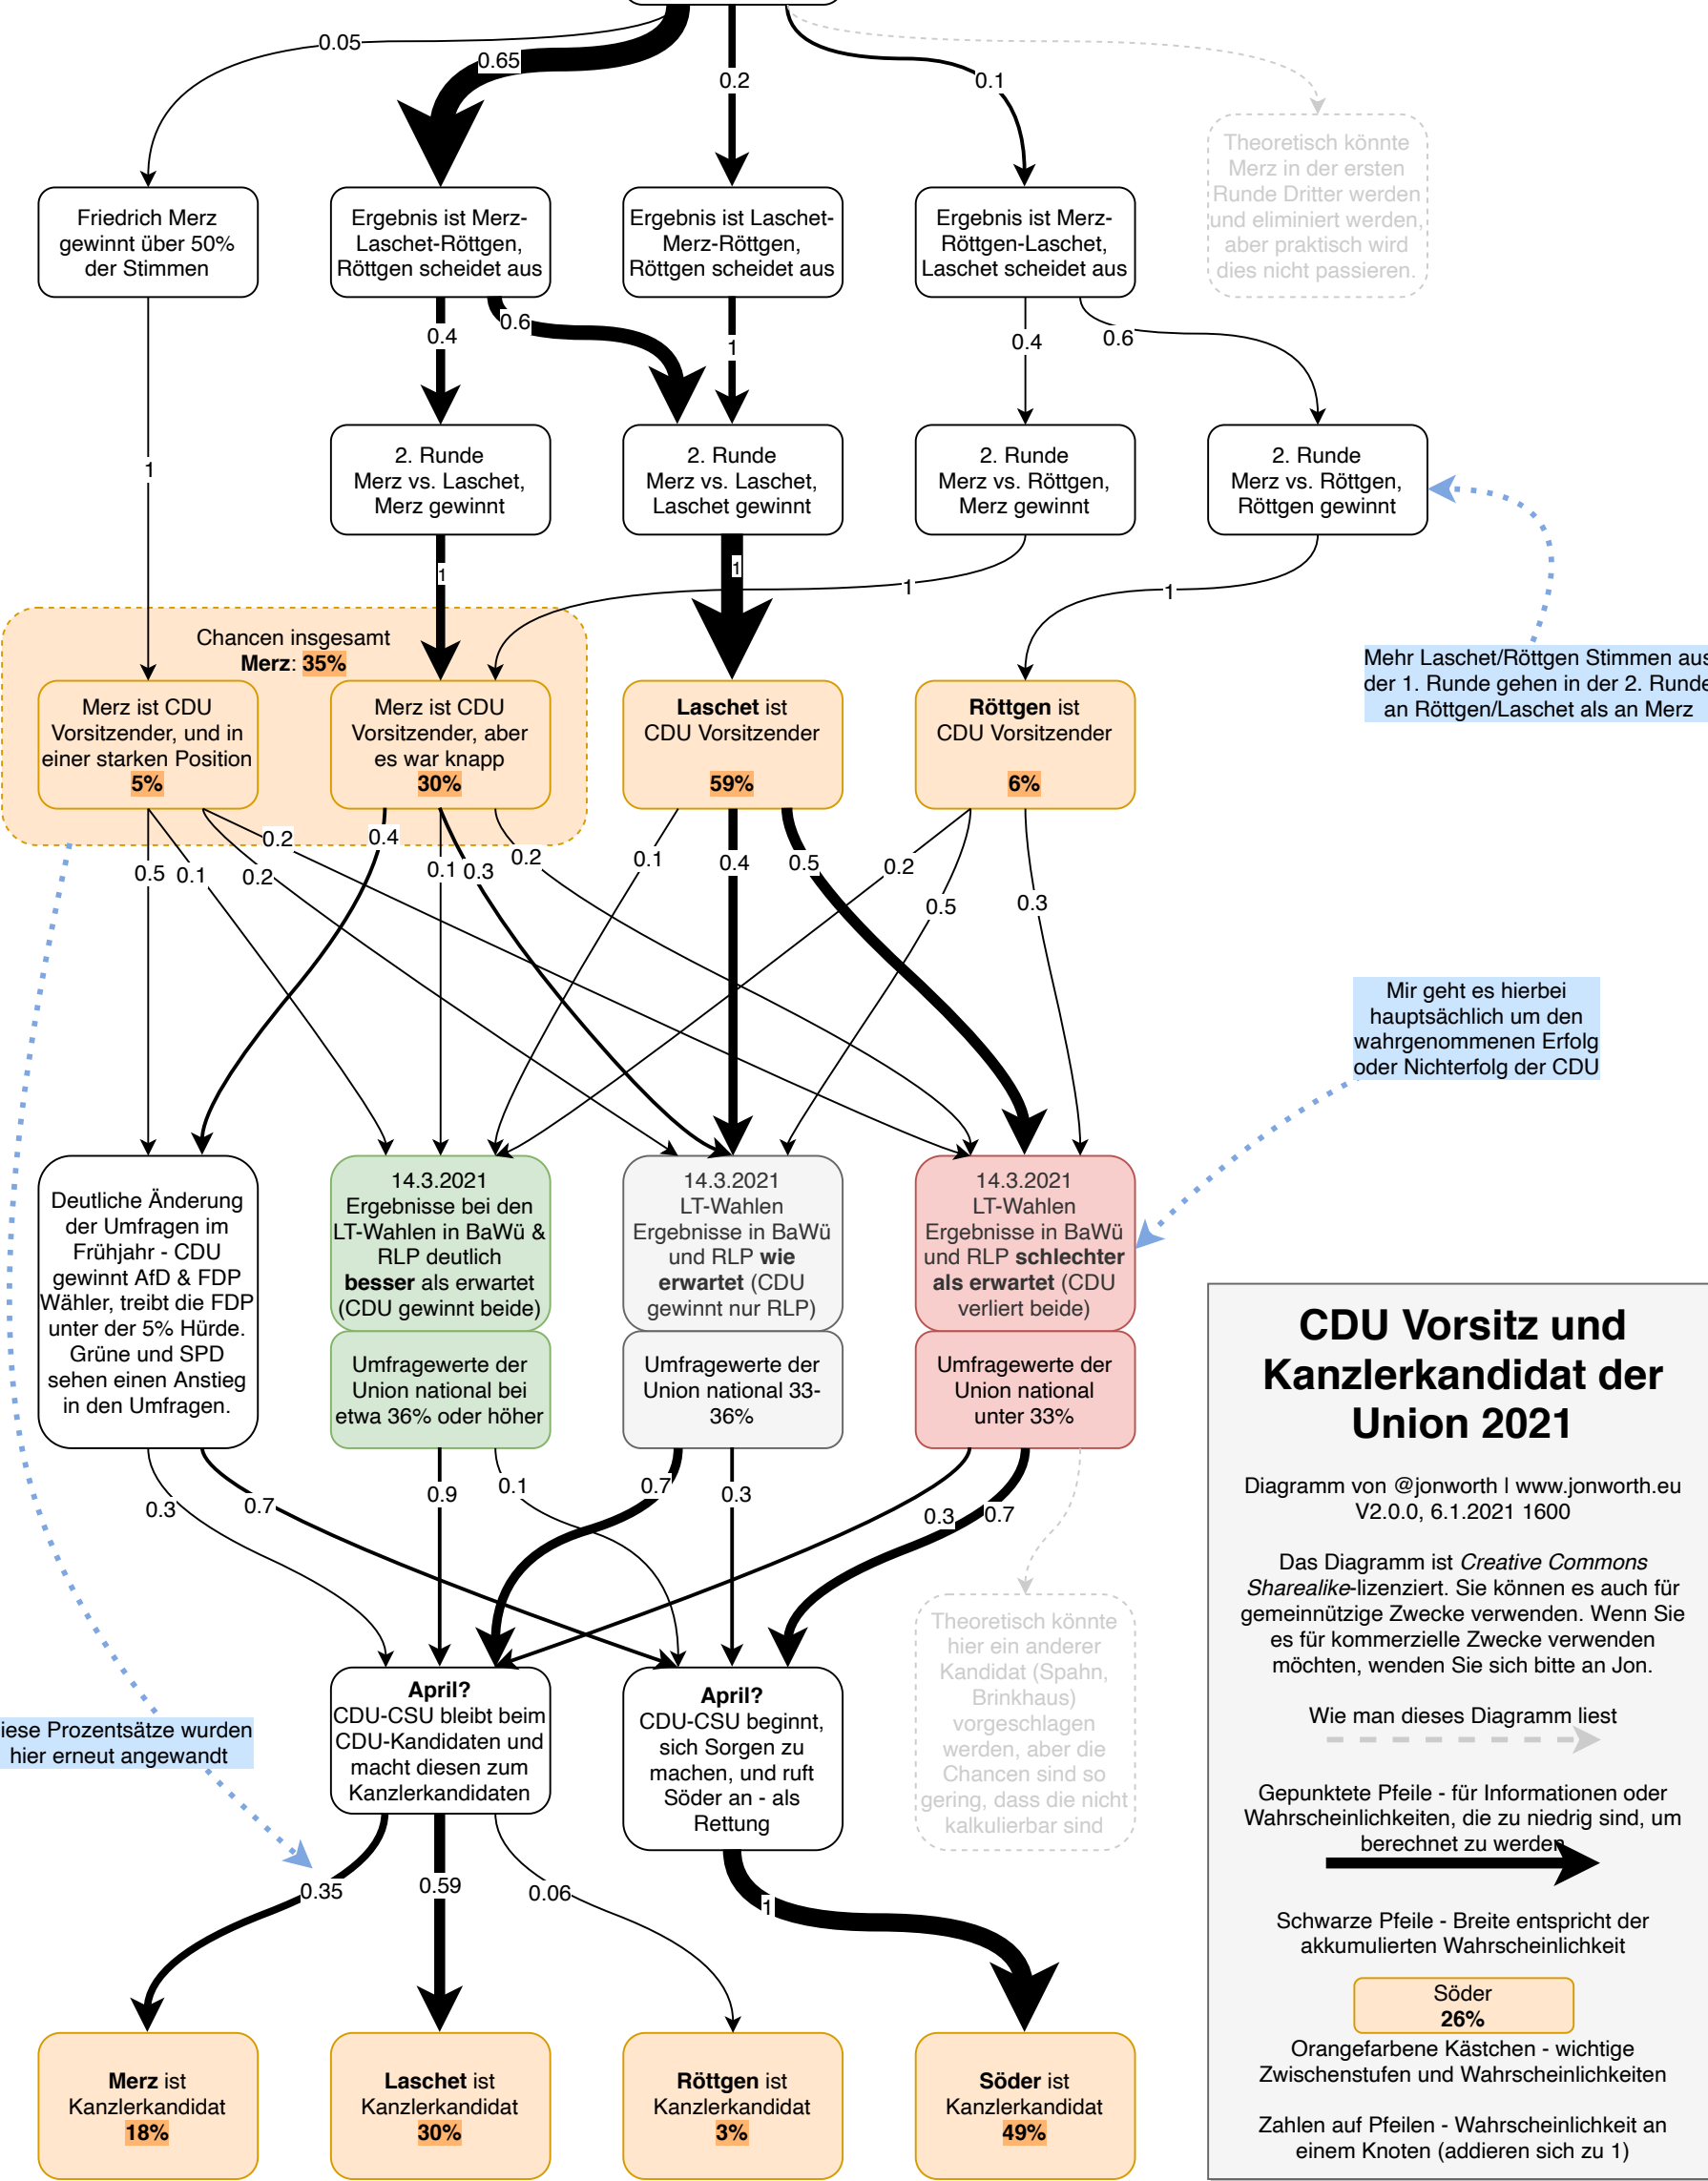 0.05
0.65
0.2
0.1
Theoretisch könnte
Merz in der ersten
Runde Dritter werden
und eliminiert werden,
aber praktisch wird
dies nicht passieren.
Friedrich Merz
gewinnt über 50%
der Stimmen
Ergebnis ist Merz-
Laschet-Röttgen,
Röttgen scheidet aus
Ergebnis ist Laschet-
Merz-Röttgen,
Röttgen scheidet aus
Ergebnis ist Merz-
Röttgen-Laschet,
Laschet scheidet aus
0.4
0.6
1
0.4
0.6
1
2. Runde
Merz vs. Laschet,
Merz gewinnt
2. Runde
Merz vs. Laschet,
Laschet gewinnt
2. Runde
Merz vs. Röttgen,
Merz gewinnt
2. Runde
Merz vs. Röttgen,
Röttgen gewinnt
1
1
1
1
Mehr Laschet/Röttgen Stimmen aus
der 1. Runde gehen in der 2. Runde
an Röttgen/Laschet als an Merz
Chancen insgesamt
Merz: 35%
Merz ist CDU
Vorsitzender, und in
einer starken Position
5%
Merz ist CDU
Vorsitzender, aber
es war knapp
30%
Laschet ist
CDU Vorsitzender
59%
Röttgen ist
CDU Vorsitzender
6%
0.5
0.1
0.2
0.2
0.4
0.1
0.3
0.2
0.1
0.4
0.5
0.2
0.5
0.3
Mir geht es hierbei
hauptsächlich um den
wahrgenommenen Erfolg
oder Nichterfolg der CDU
Deutliche Änderung
der Umfragen im
Frühjahr - CDU
gewinnt AfD & FDP
Wähler, treibt die FDP
unter der 5% Hürde.
Grüne und SPD
sehen einen Anstieg
in den Umfragen.
14.3.2021
Ergebnisse bei den
LT-Wahlen in BaWü &
RLP deutlich
besser als erwartet
(CDU gewinnt beide)
Umfragewerte der
Union national bei
etwa 36% oder höher
14.3.2021
LT-Wahlen
Ergebnisse in BaWü
und RLP wie
erwartet (CDU
gewinnt nur RLP)
Umfragewerte der
Union national 33-
36%
14.3.2021
LT-Wahlen
Ergebnisse in BaWü
und RLP schlechter
als erwartet (CDU
verliert beide)
Umfragewerte der
Union national
unter 33%
0.3
0.7
0.9
0.1
0.7
0.3
0.3
0.7
Theoretisch könnte
hier ein anderer
Kandidat (Spahn,
Brinkhaus)
vorgeschlagen
werden, aber die
Chancen sind so
gering, dass die nicht
kalkulierbar sind
April?
CDU-CSU bleibt beim
CDU-Kandidaten und
macht diesen zum
Kanzlerkandidaten
April?
CDU-CSU beginnt,
sich Sorgen zu
machen, und ruft
Söder an - als
Rettung
iese Prozentsätze wurden
hier erneut angewandt
0.35
0.59
0.06
1
Merz ist
Kanzlerkandidat
18%
Laschet ist
Kanzlerkandidat
30%
Röttgen ist
Kanzlerkandidat
3%
Söder ist
Kanzlerkandidat
49%
CDU Vorsitz und
Kanzlerkandidat der
Union 2021
Diagramm von @jonworth | www.jonworth.eu
V2.0.0, 6.1.2021 1600
Das Diagramm ist Creative Commons
Sharealike-lizenziert. Sie können es auch für
gemeinnützige Zwecke verwenden. Wenn Sie
es für kommerzielle Zwecke verwenden
möchten, wenden Sie sich bitte an Jon.
Wie man dieses Diagramm liest
Gepunktete Pfeile - für Informationen oder
Wahrscheinlichkeiten, die zu niedrig sind, um
berechnet zu werden
Schwarze Pfeile - Breite entspricht der
akkumulierten Wahrscheinlichkeit
Söder
26%
Orangefarbene Kästchen - wichtige
Zwischenstufen und Wahrscheinlichkeiten
Zahlen auf Pfeilen - Wahrscheinlichkeit an
einem Knoten (addieren sich zu 1)